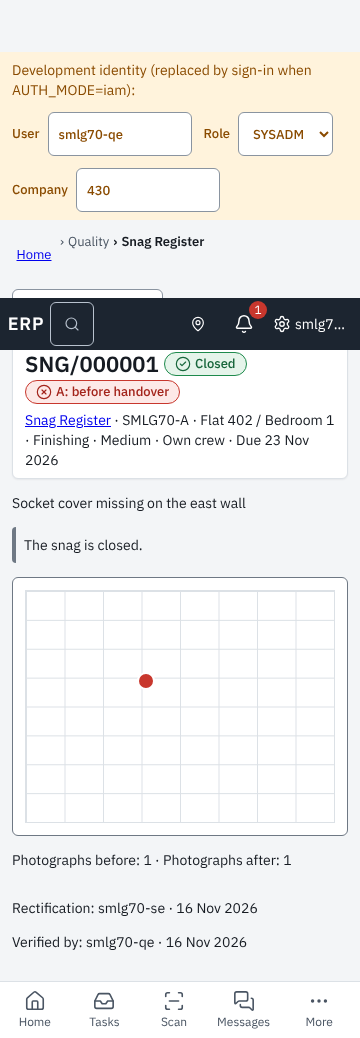 Development identity (replaced by sign-in when
AUTH_MODE=iam):
User smlg70-qe Role SYSADM
Company 430
Home › Quality › Snag Register
ERP 1 smlg7...
SNG/000001 Closed
A: before handover
Snag Register · SMLG70-A · Flat 402 / Bedroom 1
· Finishing · Medium · Own crew · Due 23 Nov
2026
Socket cover missing on the east wall
The snag is closed.
Photographs before: 1 · Photographs after: 1
Rectification: smlg70-se · 16 Nov 2026
Verified by: smlg70-qe · 16 Nov 2026
Home Tasks Scan Messages More